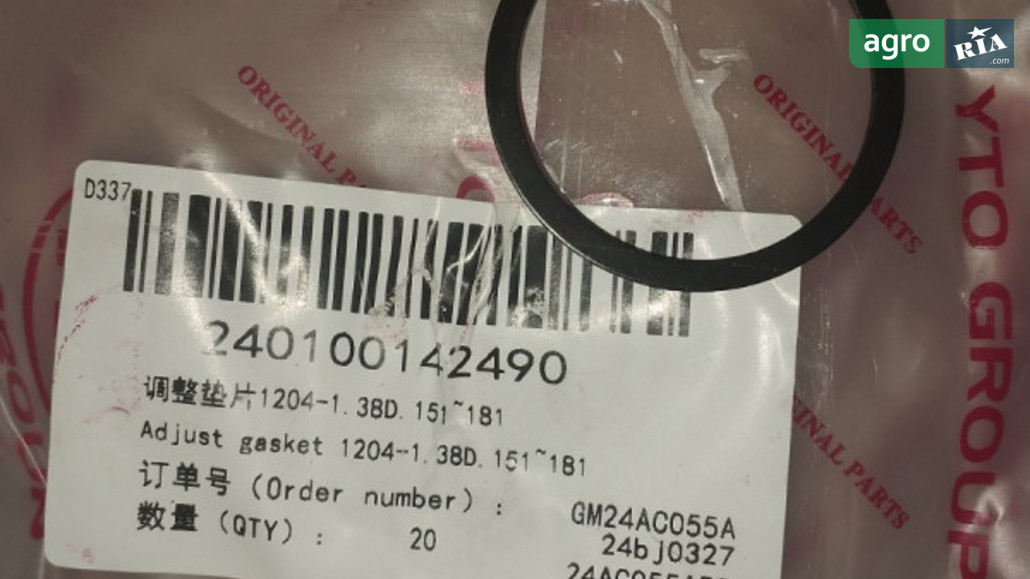 agro
RIA
.com
ORIGINAL
ORIGINAL PARTS
YTO GROUP
D337
240100142490
调整垫片1204-1.38D.151~181
Adjust gasket 1204--1.38D.151~181
订单号（Order number）：
GM24AC055A
24bj0327
数量（QTY）：
20
INAL PARTS